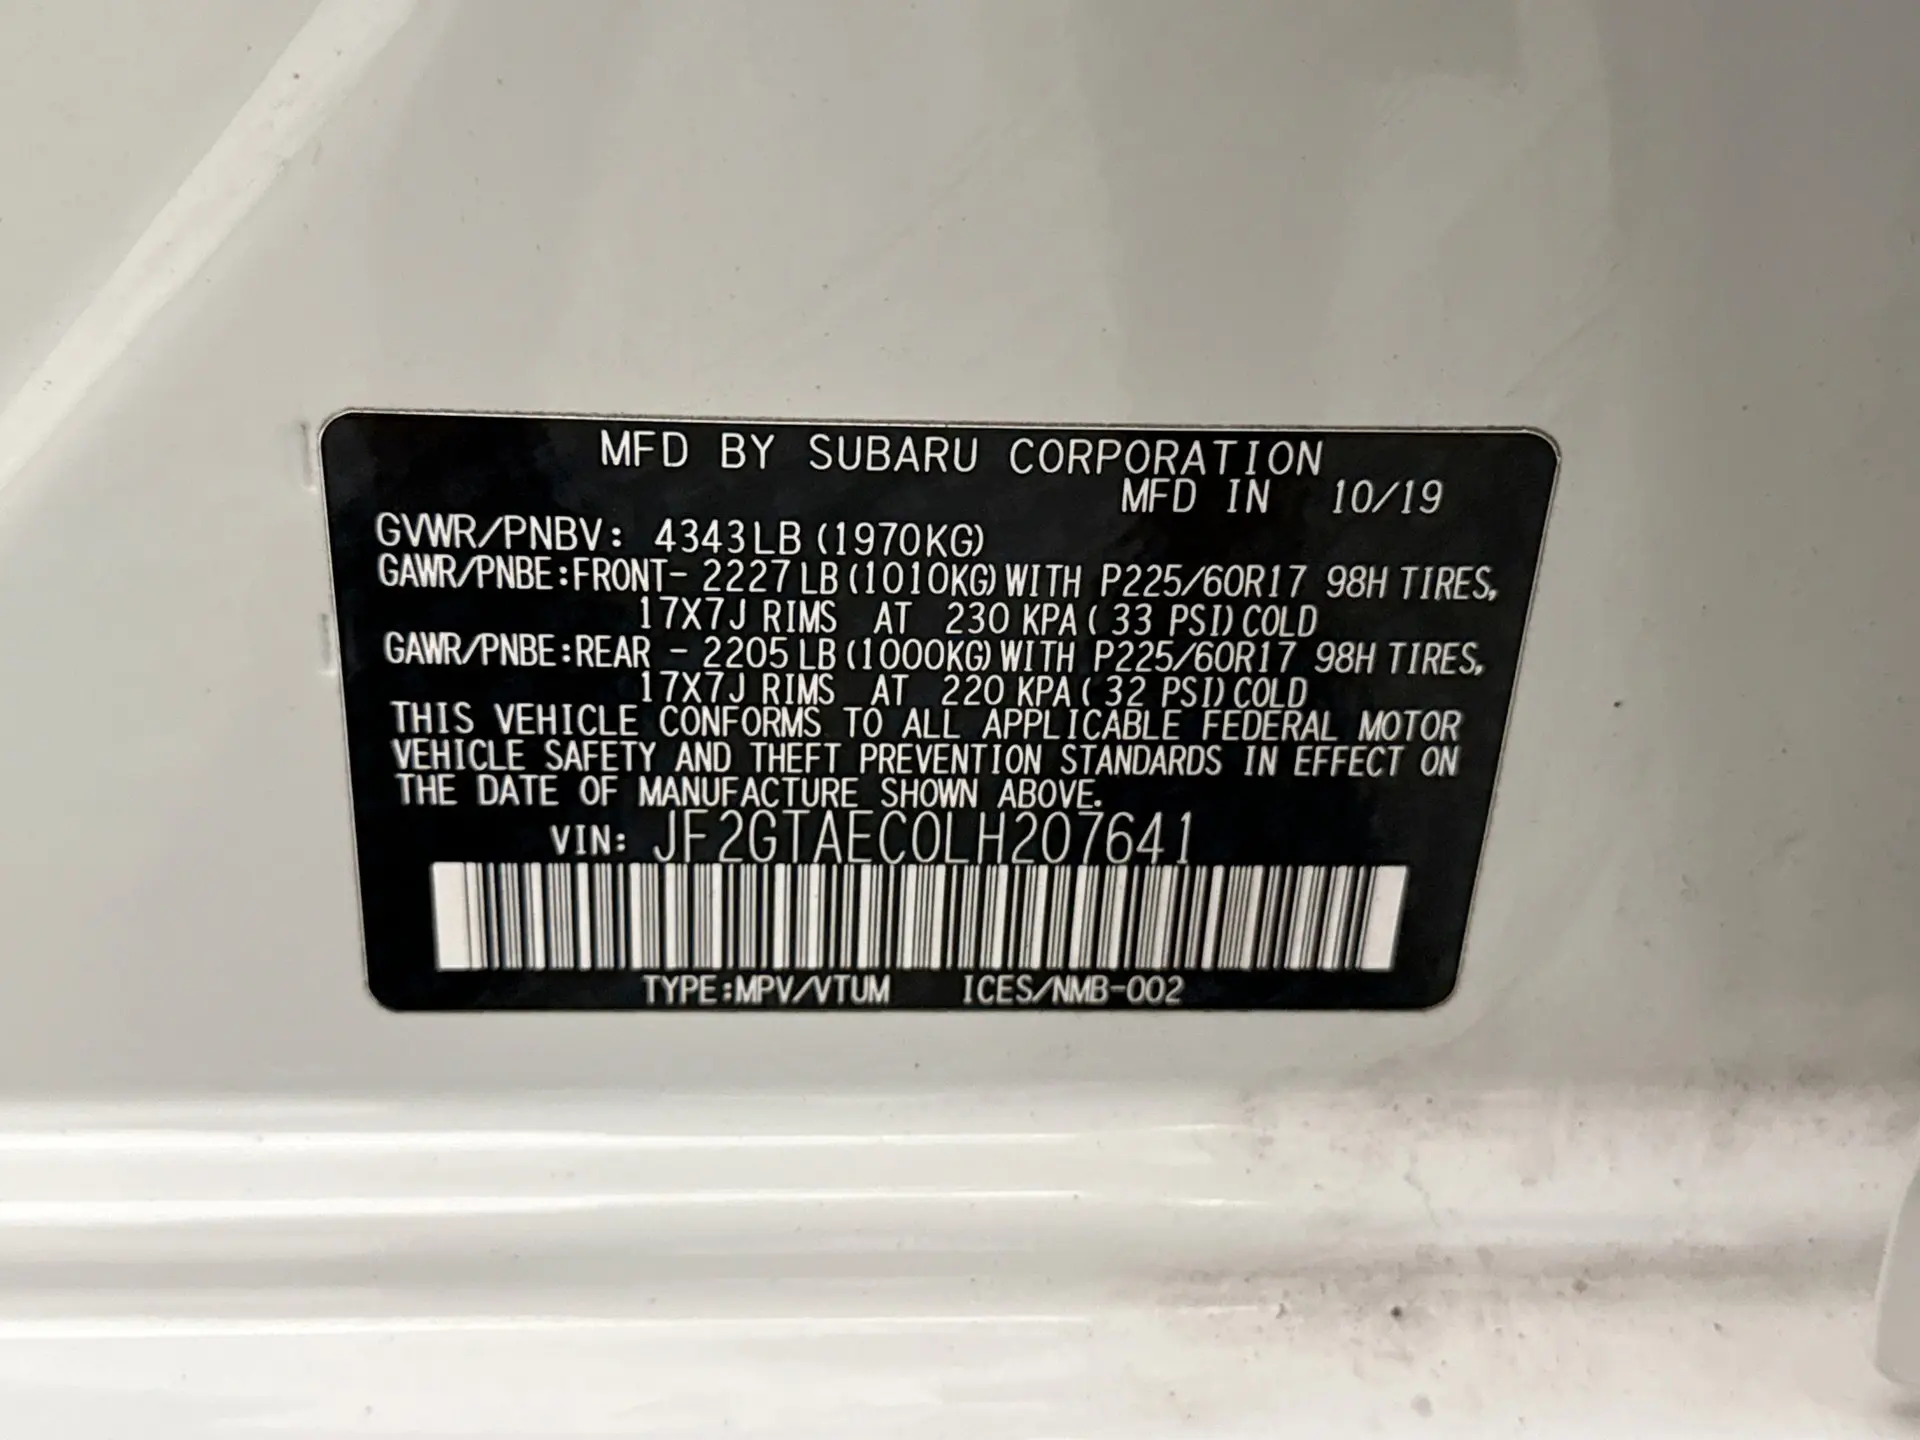 MFD BY SUBARU CORPORATION
MFD IN 10/19
GVWR/PNBV: 4343LB (1970KG)
GAWR/PNBE:FRONT- 2227LB(1010KG)WITH P225/60R17 98H TIRES,
17X7J RIMS AT 230 KPA( 33 PSI)COLD
GAWR/PNBE:REAR - 2205LB(1000KG)WITH P225/60R17 98H TIRES,
17X7J RIMS AT 220 KPA( 32 PSI)COLD
THIS VEHICLE CONFORMS TO ALL APPLICABLE FEDERAL MOTOR
VEHICLE SAFETY AND THEFT PREVENTION STANDARDS IN EFFECT ON
THE DATE OF MANUFACTURE SHOWN ABOVE.
VIN: JF2GTAEC0LH207641
TYPE:MPV/VTUM ICES/NMB-002